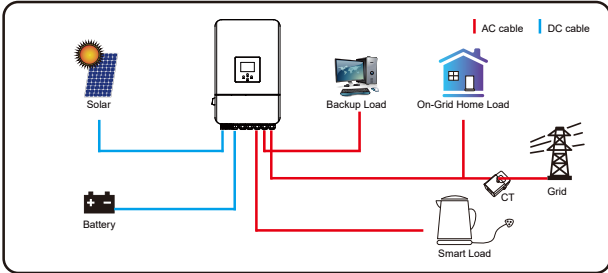 AC cable
DC cable
Solar
Backup Load
On-Grid Home Load
CT
Grid
Battery
Smart Load